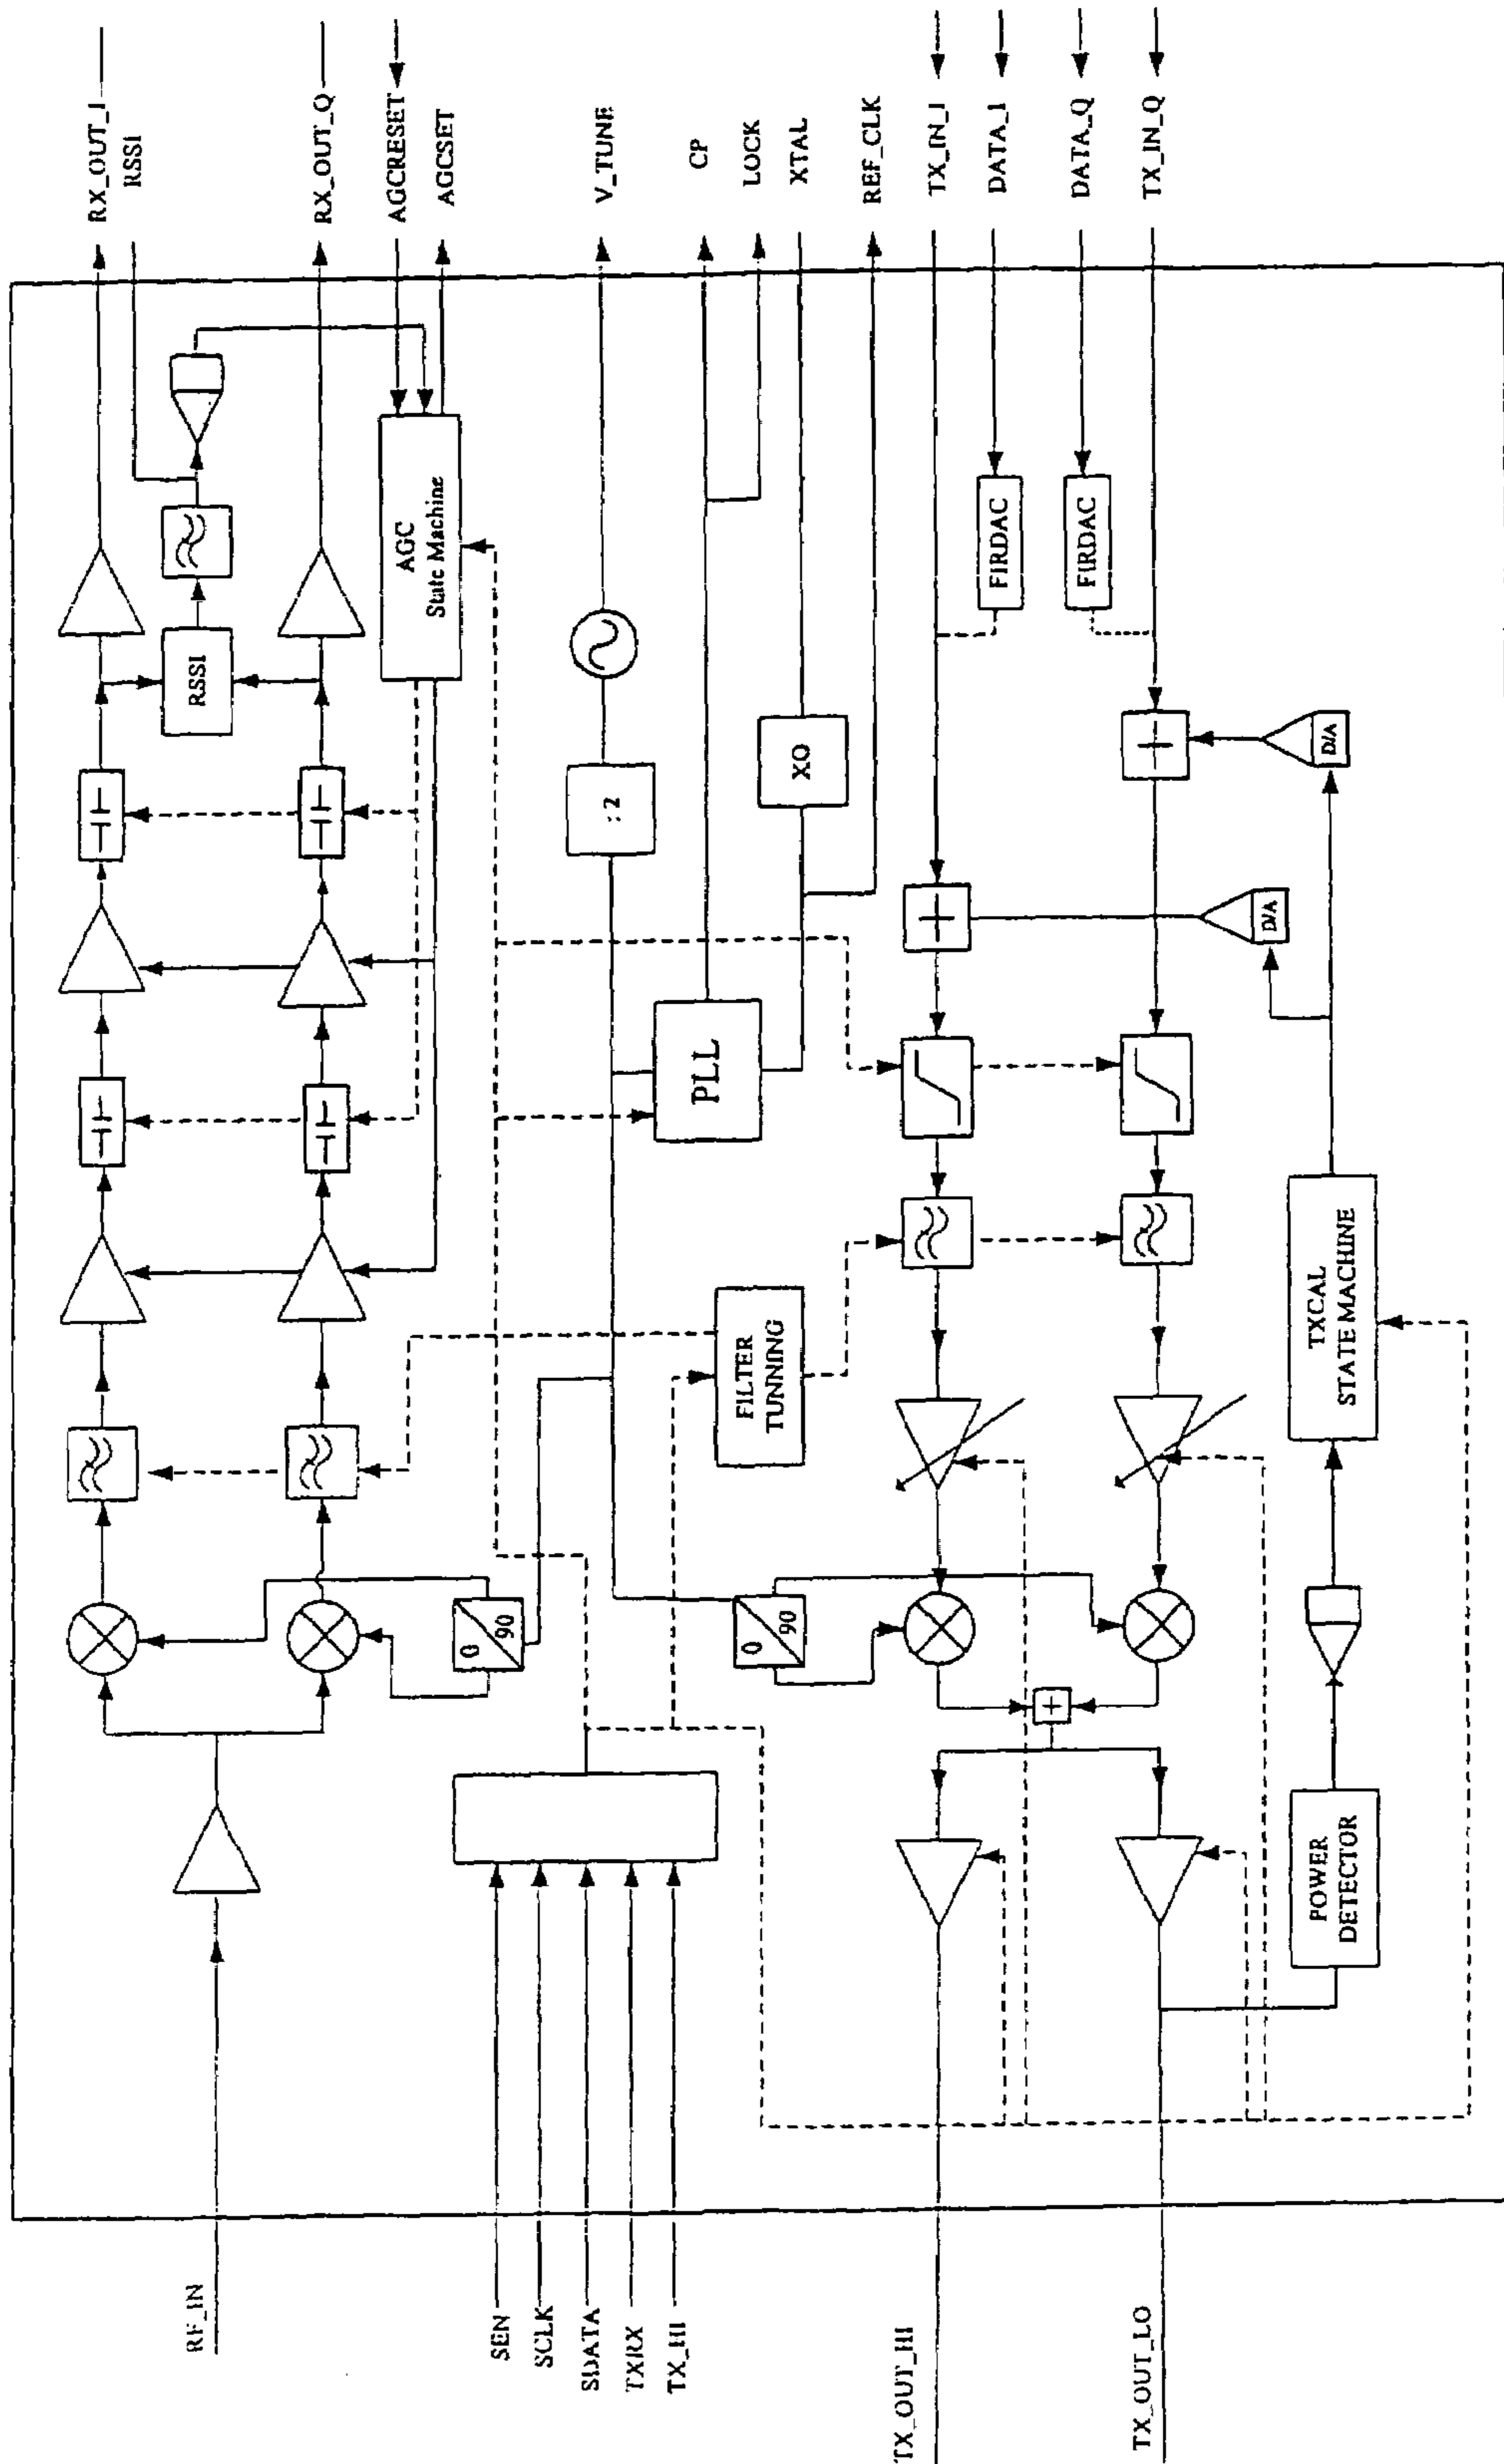 RF_IN
SEN
SCLK
SDATA
TXRX
TX_HI
TX_OUT_HI
TX_OUT_LO
RX_OUT_I
RSSI
RX_OUT_Q
AGCRESET
AGCSET
V_TUNE
CP
LOCK
XTAL
REF_CLK
TX_IN_I
DATA_I
DATA_Q
TX_IN_Q
RSSI
AGC
State Machine
:2
XO
PLL
FIRDAC
FIRDAC
D/A
D/A
FILTER
TUNNING
0
90
0
90
TXCAL
STATE MACHINE
POWER
DETECTOR